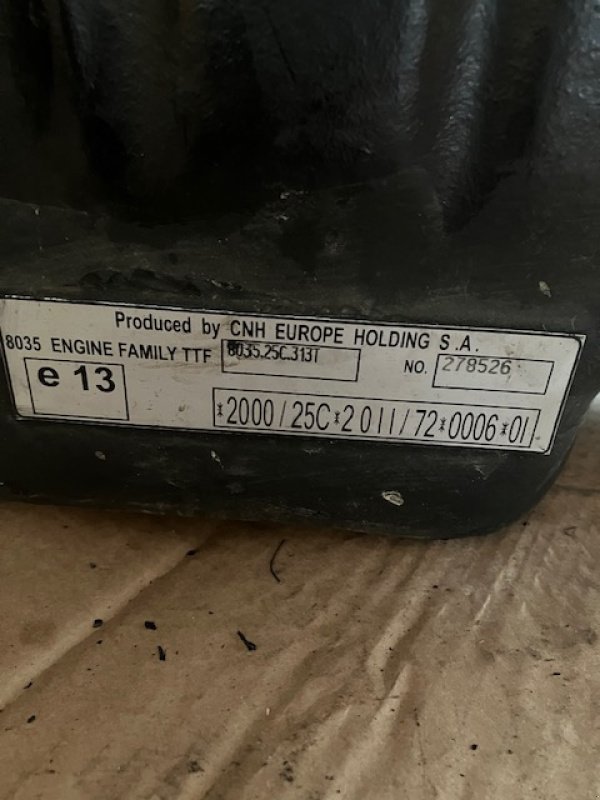 Produced by CNH EUROPE HOLDING S.A.
8035 ENGINE FAMILY TTF 8035.25C.313T NO. 278526
e 13
*2000/25C*2011/72*0006*01